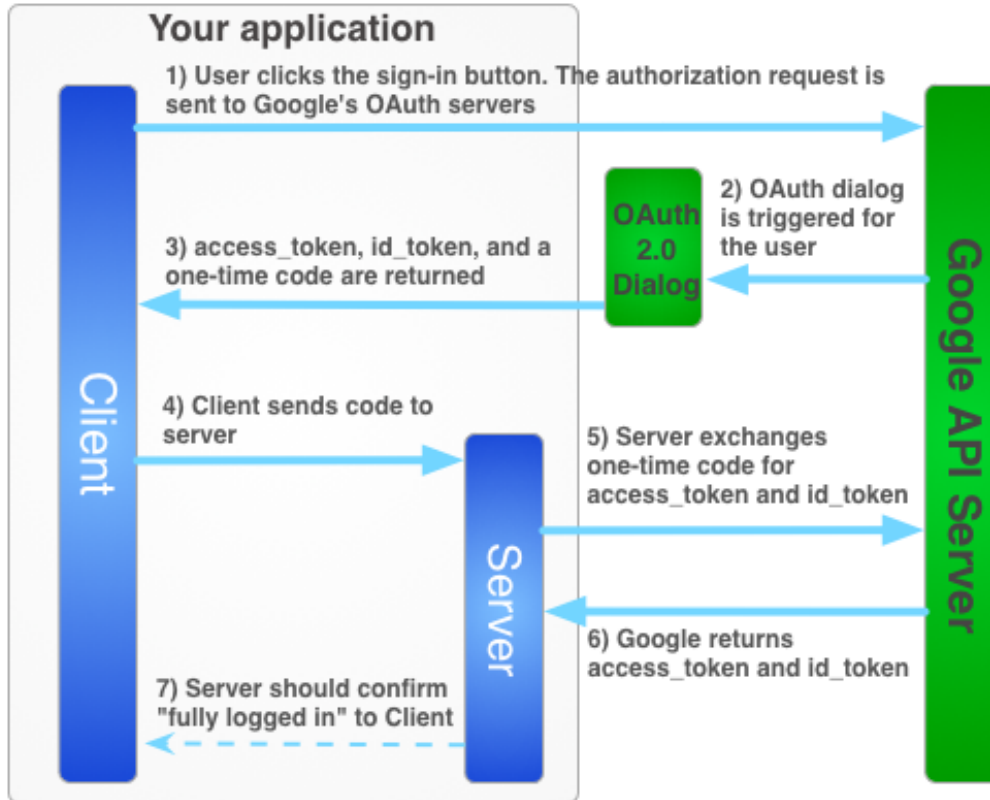 Your application
1) User clicks the sign-in button. The authorization request is
sent to Google's OAuth servers
2) OAuth dialog
is triggered for
the user
OAuth
2.0
Dialog
3) access_token, id_token, and a
one-time code are returned
Client
4) Client sends code to
server
5) Server exchanges
one-time code for
access_token and id_token
Google API Server
Server
6) Google returns
access_token and id_token
7) Server should confirm
"fully logged in" to Client